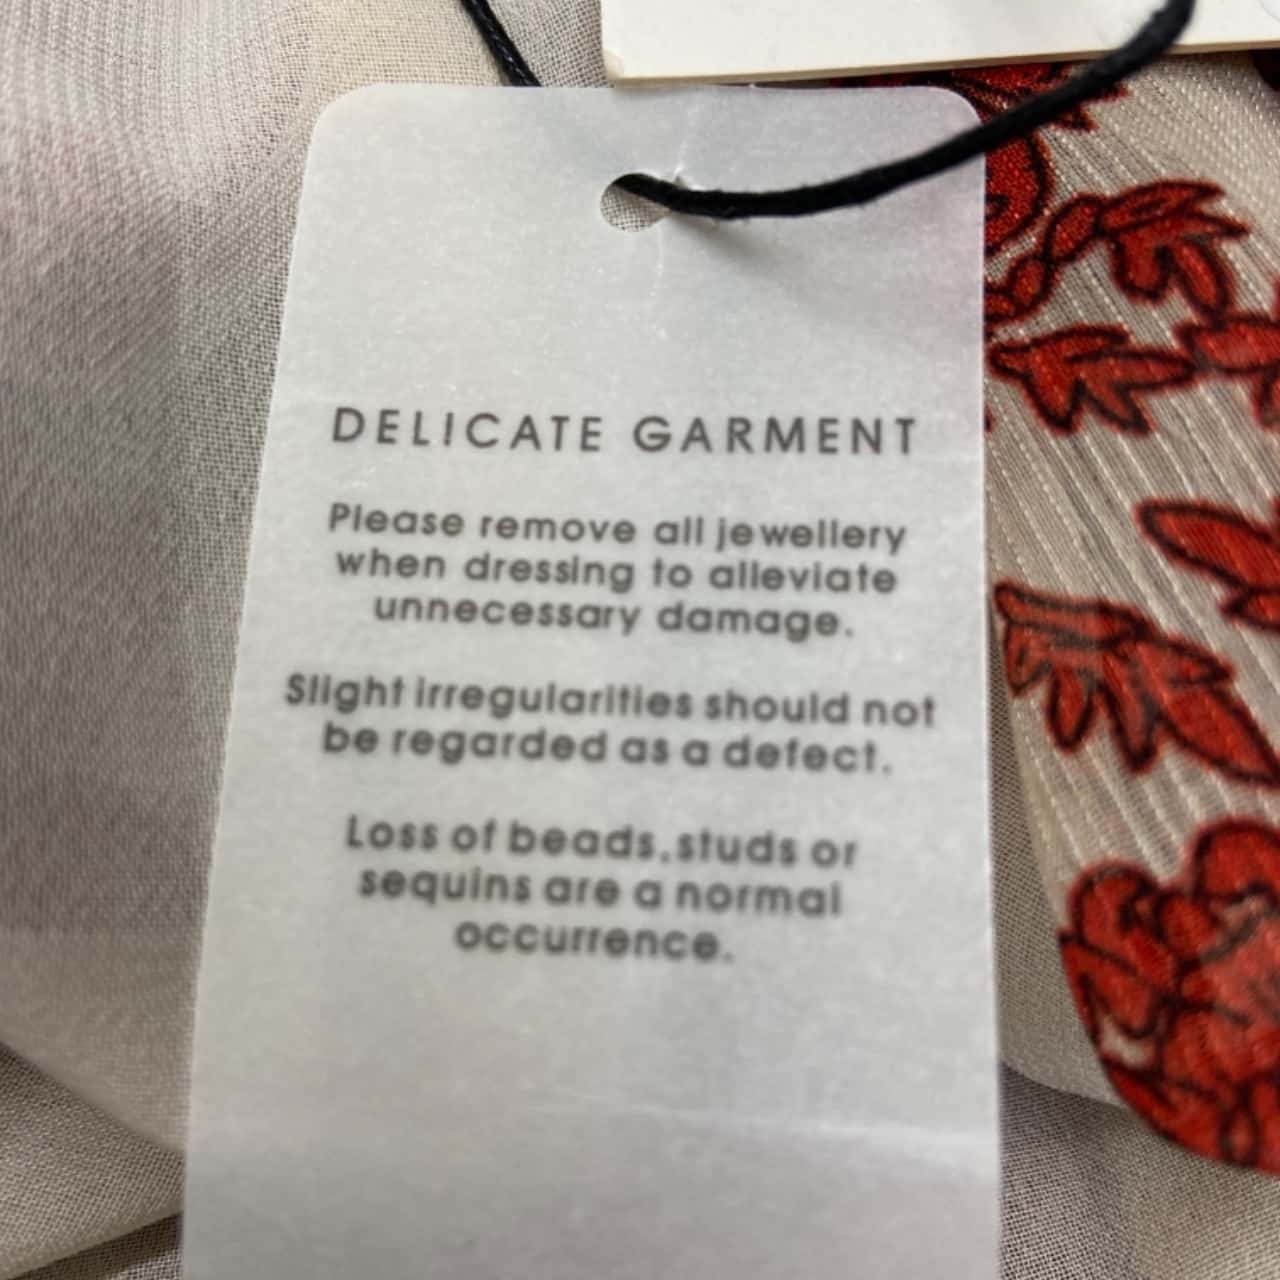 DELICATE GARMENT
Please remove all jewellery
when dressing to alleviate
unnecessary damage.
Slight irregularities should not
be regarded as a defect.
Loss of beads, studs or
sequins are a normal
occurrence.